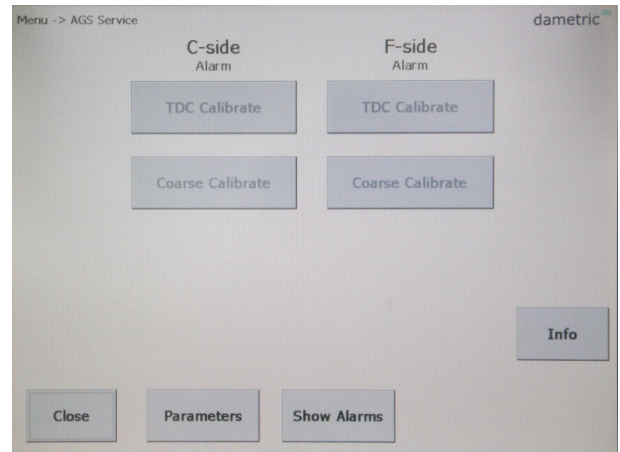 Menu -> AGS Service
dametric
C-side
F-side
Alarm
Alarm
TDC Calibrate
TDC Calibrate
Coarse Calibrate
Coarse Calibrate
Info
Close
Parameters
Show Alarms